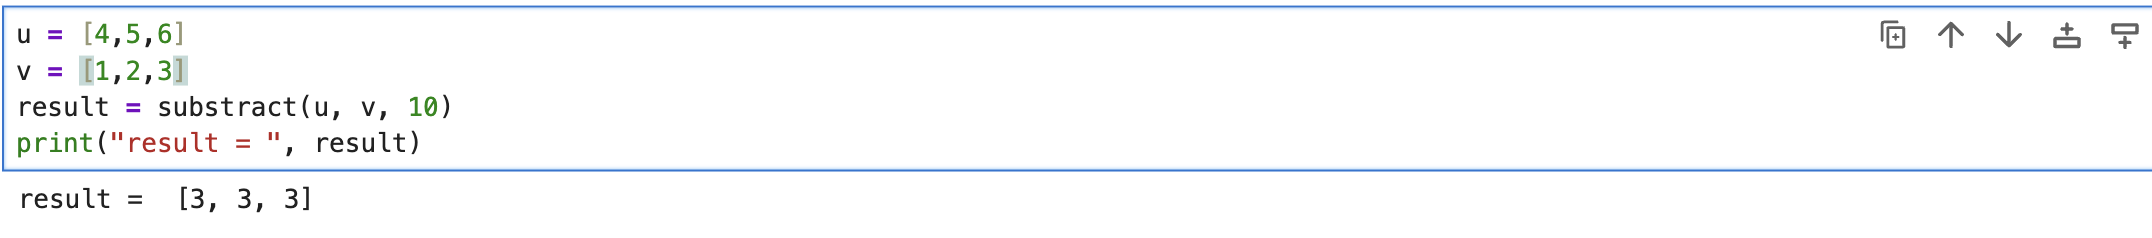 u = [4,5,6]
v = [1,2,3]
result = substract(u, v, 10)
print("result = ", result)
result =  [3, 3, 3]